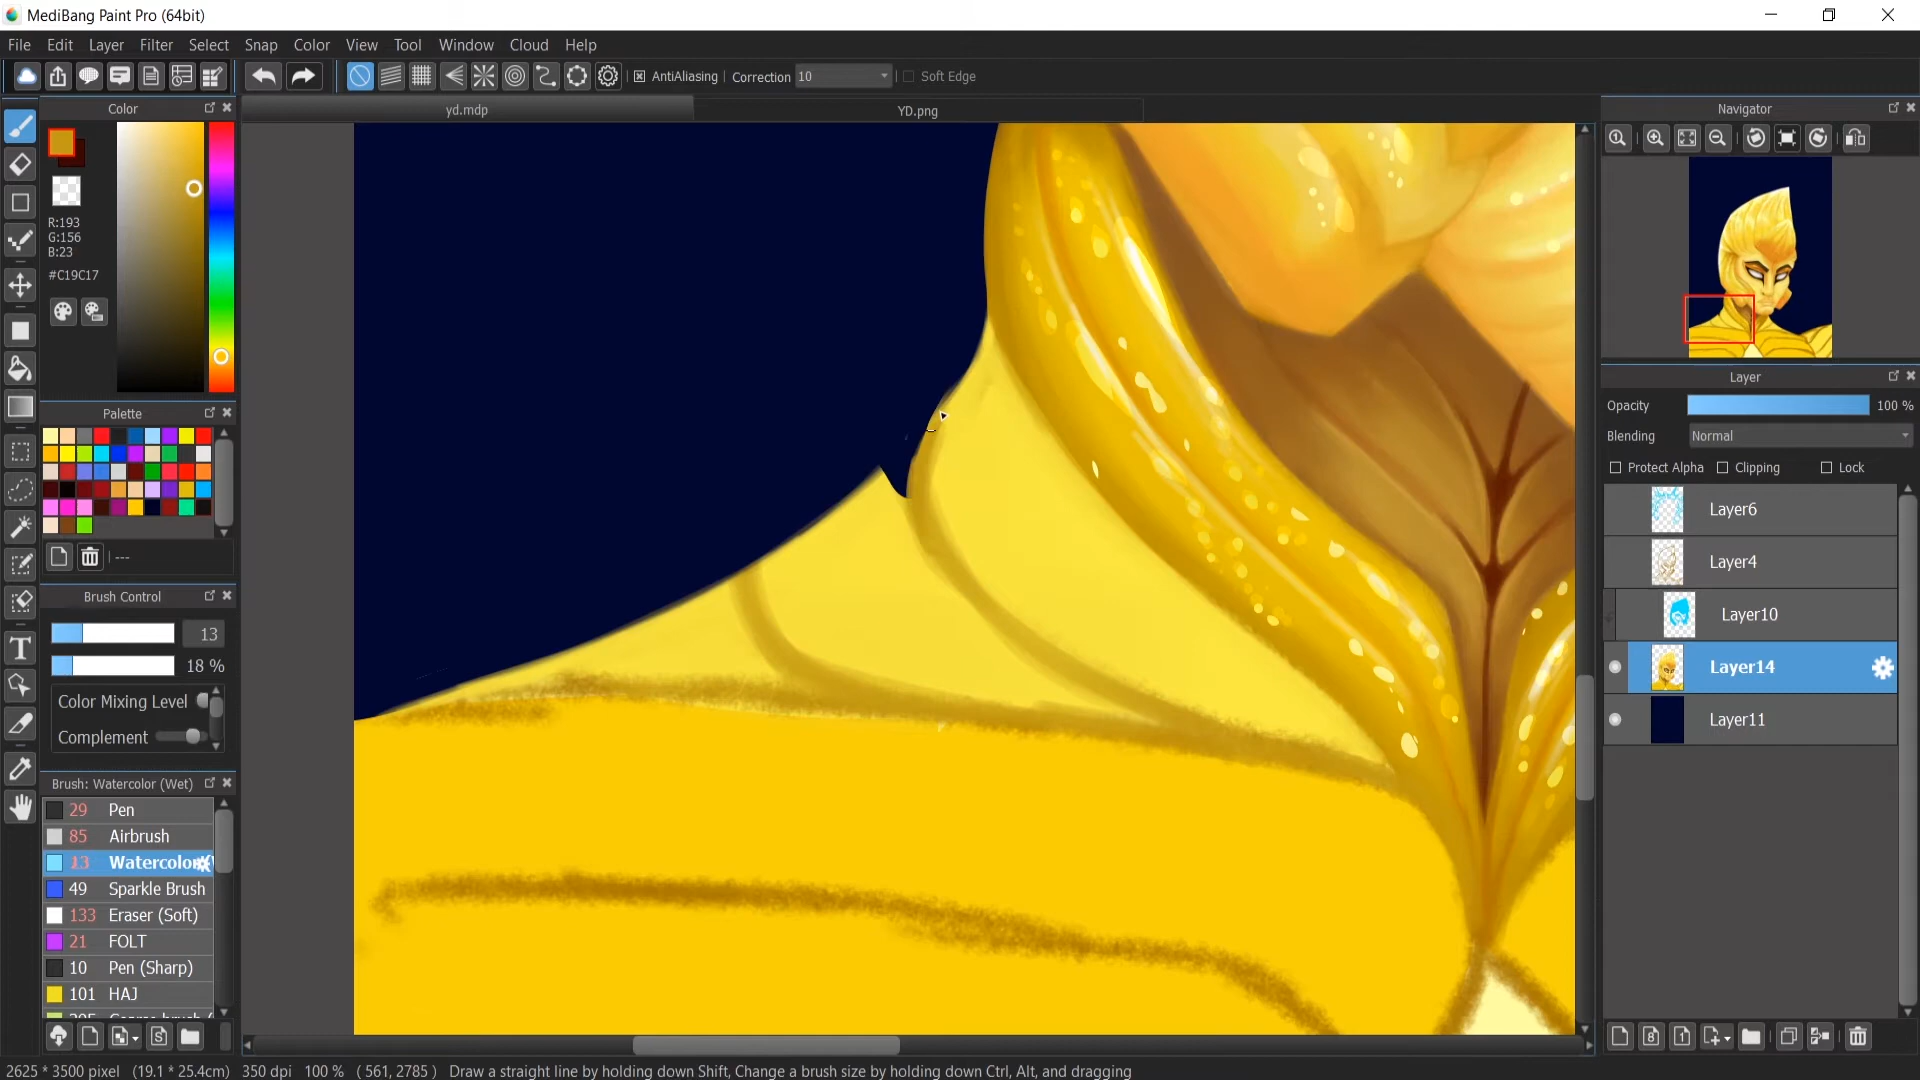 MediBang Paint Pro (64bit)
File Edit Layer Filter Select Snap Color View Tool Window Cloud Help
AntiAliasing Correction 10 Soft Edge
Color
yd.mdp
YD.png
Navigator
R:193
G:156
B:23
#C19C17
Layer
Opacity 100 %
Blending Normal
Protect Alpha Clipping Lock
Palette
---
Layer6
Layer4
Layer10
Layer14
Layer11
Brush Control
13
18 %
Color Mixing Level
Complement
Brush: Watercolor (Wet)
29 Pen
85 Airbrush
13 Watercolor
49 Sparkle Brush
133 Eraser (Soft)
21 FOLT
10 Pen (Sharp)
101 HAJ
2625 * 3500 pixel (19.1 * 25.4cm) 350 dpi 100 % ( 561, 2785 ) Draw a straight line by holding down Shift, Change a brush size by holding down Ctrl, Alt, and dragging